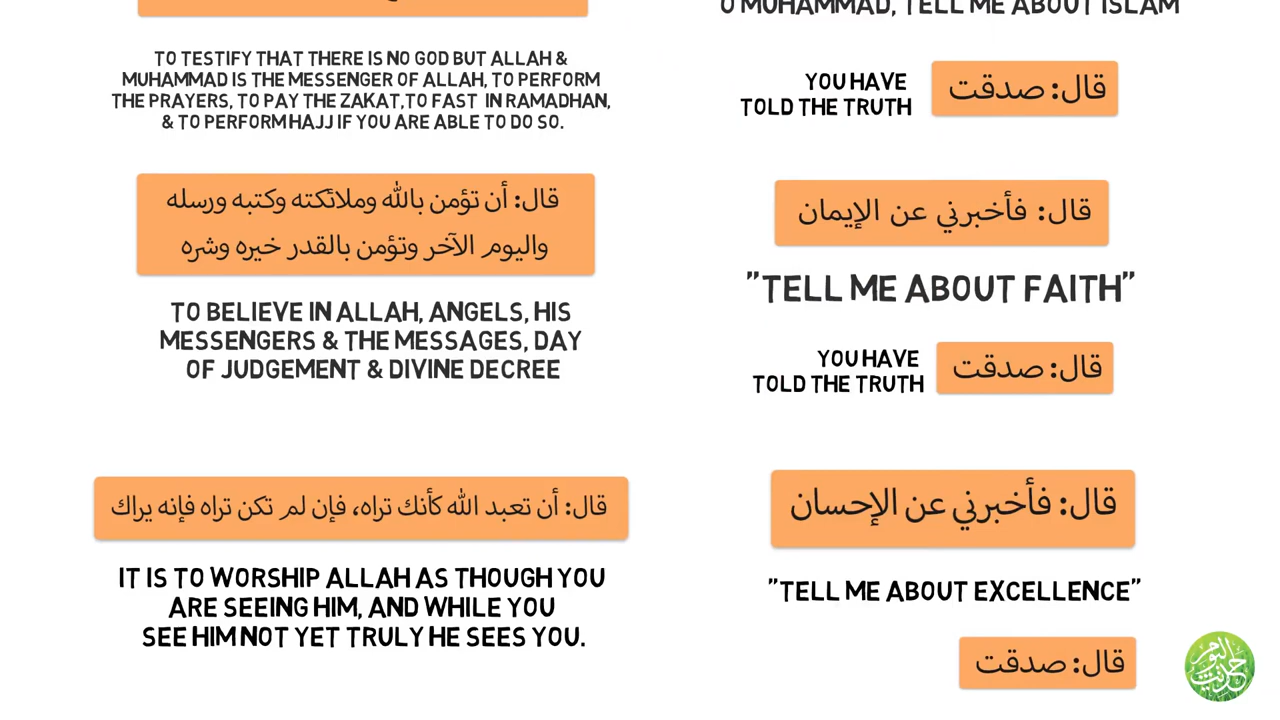 O MUHAMMAD, TELL ME ABOUT ISLAM
TO TESTIFY THAT THERE IS NO GOD BUT ALLAH &
MUHAMMAD IS THE MESSENGER OF ALLAH, TO PERFORM
THE PRAYERS, TO PAY THE ZAKAT,TO FAST IN RAMADHAN,
& TO PERFORM HAJJ IF YOU ARE ABLE TO DO SO.
YOU HAVE
TOLD THE TRUTH
قال: صدقت
قال: فأخبرني عن الإيمان
"TELL ME ABOUT FAITH"
قال: أن تؤمن بالله وملائكته وكتبه ورسله
واليوم الآخر وتؤمن بالقدر خيره وشره
TO BELIEVE IN ALLAH, ANGELS, HIS
MESSENGERS & THE MESSAGES, DAY
OF JUDGEMENT & DIVINE DECREE
YOU HAVE
TOLD THE TRUTH
قال: صدقت
قال: فأخبرني عن الإحسان
"TELL ME ABOUT EXCELLENCE"
قال: أن تعبد الله كأنك تراه، فإن لم تكن تراه فإنه يراك
IT IS TO WORSHIP ALLAH AS THOUGH YOU
ARE SEEING HIM, AND WHILE YOU
SEE HIM NOT YET TRULY HE SEES YOU.
قال: صدقت
حديث اليوم